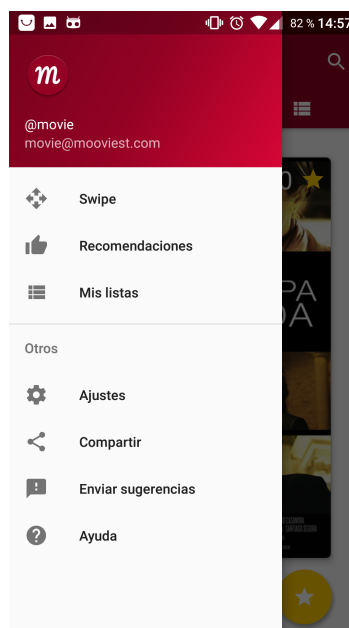 82 % 14:57
m
@movie
movie@mooviest.com
Swipe
Recomendaciones
Mis listas
Otros
Ajustes
Compartir
Enviar sugerencias
Ayuda